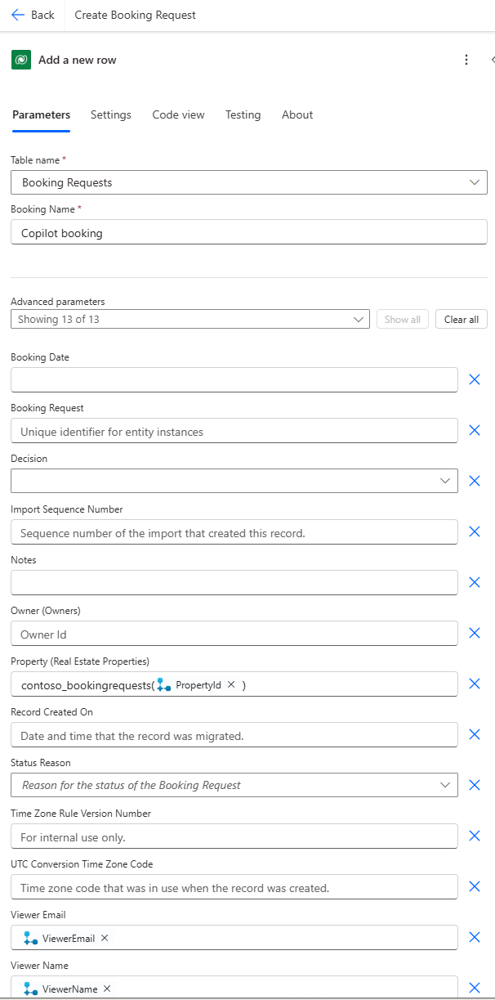 Back Create Booking Request
Add a new row
Parameters Settings Code view Testing About
Table name *
Booking Requests
Booking Name *
Copilot booking
Advanced parameters
Showing 13 of 13 Show all Clear all
Booking Date
Booking Request
Unique identifier for entity instances
Decision
Import Sequence Number
Sequence number of the import that created this record.
Notes
Owner (Owners)
Owner Id
Property (Real Estate Properties)
contoso_bookingrequests( PropertyId )
Record Created On
Date and time that the record was migrated.
Status Reason
Reason for the status of the Booking Request
Time Zone Rule Version Number
For internal use only.
UTC Conversion Time Zone Code
Time zone code that was in use when the record was created.
Viewer Email
ViewerEmail
Viewer Name
ViewerName